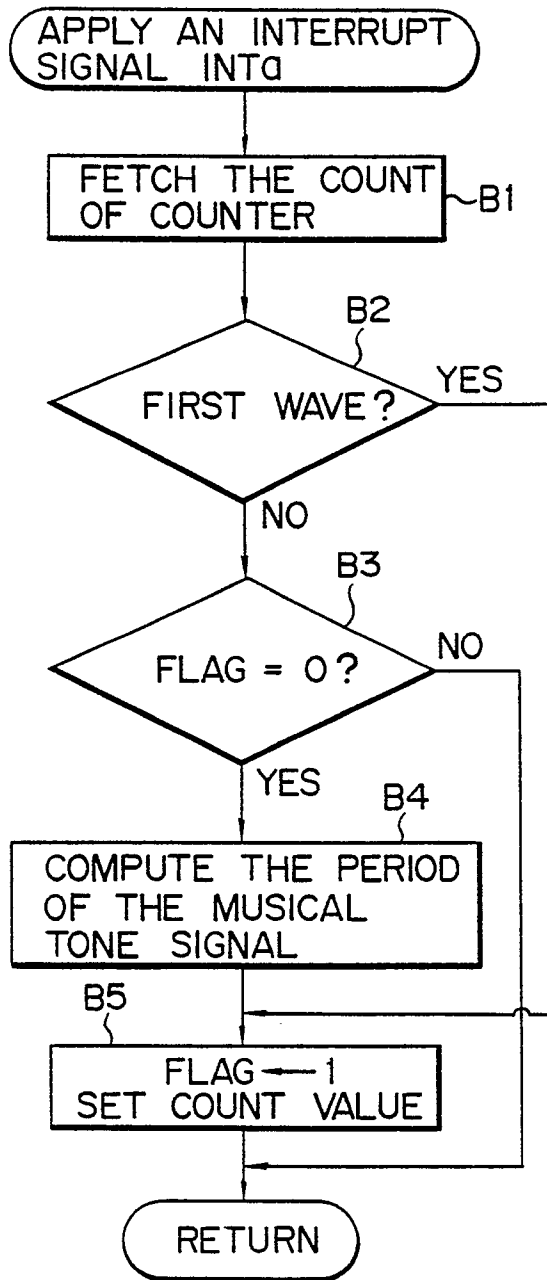 APPLY AN INTERRUPT
SIGNAL INTa
FETCH THE COUNT
OF COUNTER
B1
B2
FIRST WAVE?
YES
NO
B3
FLAG = 0?
NO
YES
B4
COMPUTE THE PERIOD
OF THE MUSICAL
TONE SIGNAL
B5
FLAG ← 1
SET COUNT VALUE
RETURN